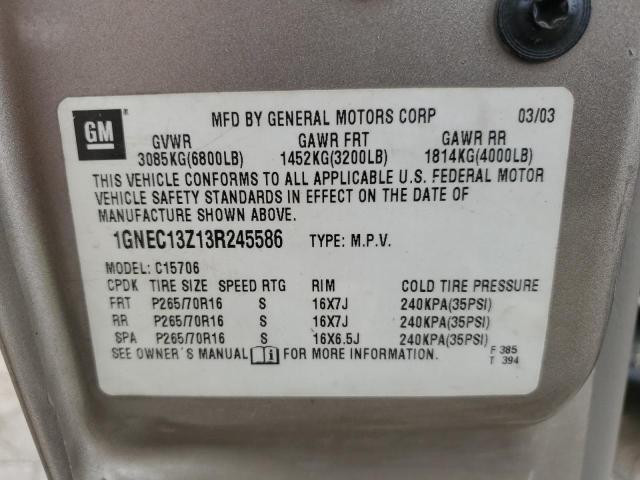 GM
MFD BY GENERAL MOTORS CORP 03/03
GVWR GAWR FRT GAWR RR
3085KG(6800LB) 1452KG(3200LB) 1814KG(4000LB)
THIS VEHICLE CONFORMS TO ALL APPLICABLE U.S. FEDERAL MOTOR
VEHICLE SAFETY STANDARDS IN EFFECT ON THE DATE OF
MANUFACTURE SHOWN ABOVE.
1GNEC13Z13R245586 TYPE: M.P.V.
MODEL: C15706
CPDK TIRE SIZE SPEED RTG RIM COLD TIRE PRESSURE
FRT P265/70R16 S 16X7J 240KPA(35PSI)
RR P265/70R16 S 16X7J 240KPA(35PSI)
SPA P265/70R16 S 16X6.5J 240KPA(35PSI)
SEE OWNER'S MANUAL FOR MORE INFORMATION. F 385
T 394